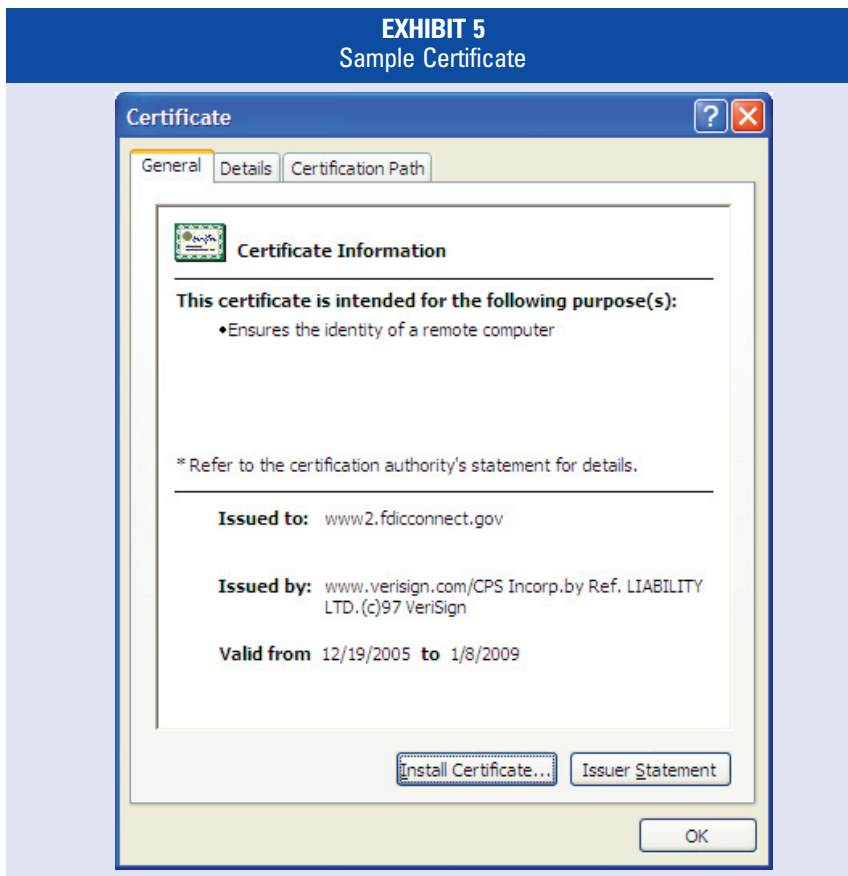 EXHIBIT 5
Sample Certificate
Certificate
General Details Certification Path
Certificate Information
This certificate is intended for the following purpose(s):
•Ensures the identity of a remote computer
* Refer to the certification authority's statement for details.
Issued to: www2.fdicconnect.gov
Issued by: www.verisign.com/CPS Incorp.by Ref. LIABILITY
LTD.(c)97 VeriSign
Valid from 12/19/2005 to 1/8/2009
Install Certificate... Issuer Statement
OK